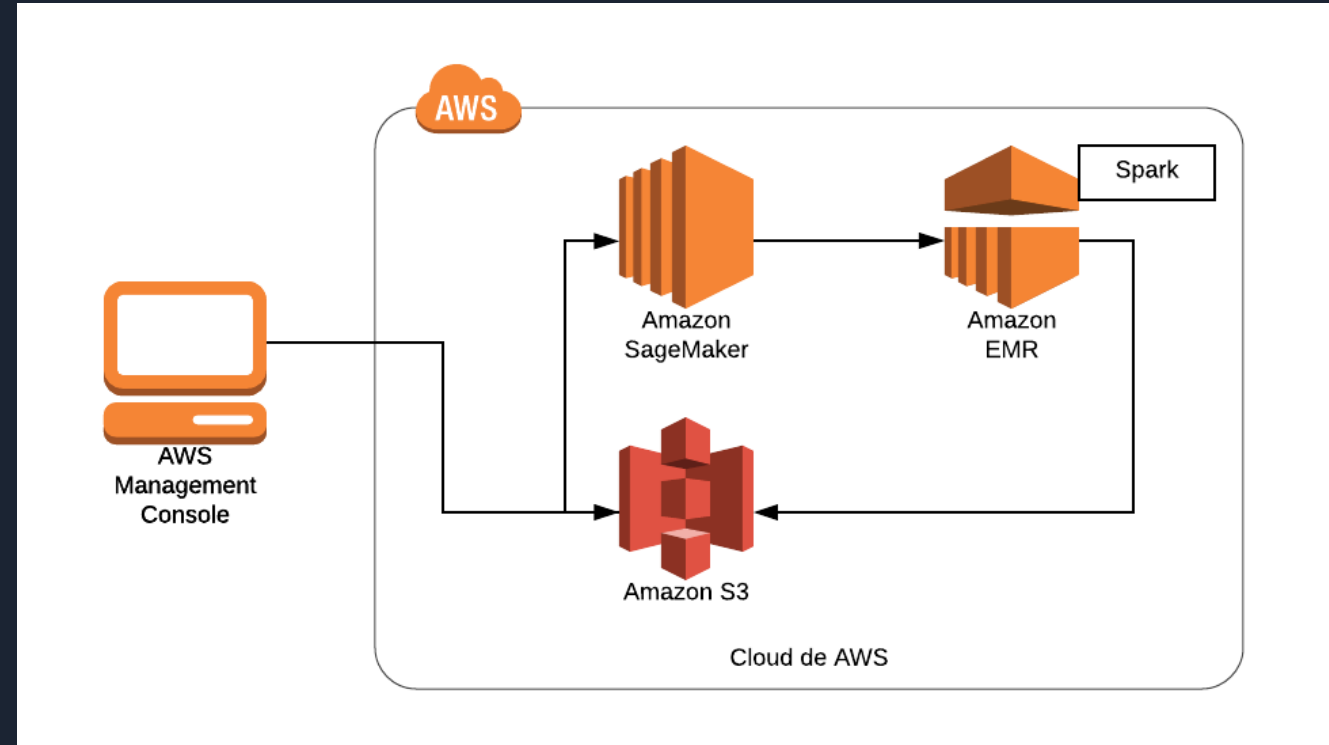 AWS
Spark
Amazon
SageMaker
Amazon
EMR
AWS
Management
Console
Amazon S3
Cloud de AWS